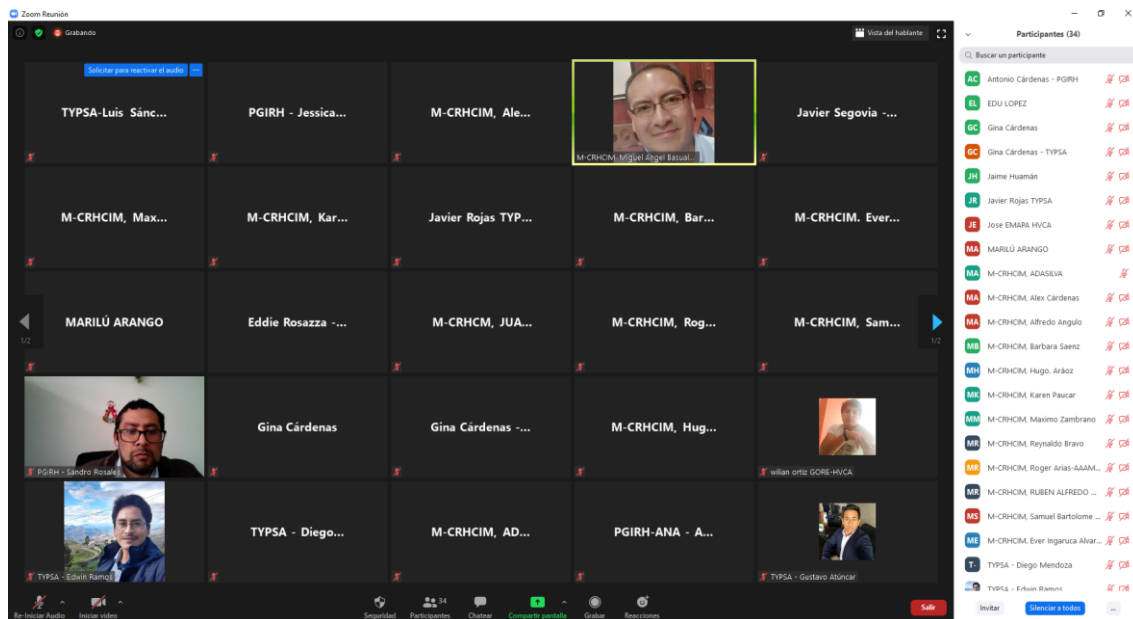 Zoom Reunión
Grabando
Vista del hablante
Solicitar para reactivar el audio ...
TYPSA-Luis Sánc...
PGIRH - Jessica...
M-CRHCIM, Ale...
M-CRHCIM- Miguel Angel Basual...
Javier Segovia -...
M-CRHCIM, Max...
M-CRHCIM, Kar...
Javier Rojas TYP...
M-CRHCIM, Bar...
M-CRHCIM. Ever...
MARILÚ ARANGO
Eddie Rosazza -...
M-CRHCM, JUA...
M-CRHCIM, Rog...
M-CRHCIM, Sam...
1/2
1/2
PGIRH - Sandro Rosales
Gina Cárdenas
Gina Cárdenas -...
M-CRHCIM, Hug...
wilian ortiz GORE-HVCA
TYPSA - Edwin Ramos
TYPSA - Diego...
M-CRHCIM, AD...
PGIRH-ANA - A...
TYPSA - Gustavo Atúncar
Re-Iniciar Audio
Iniciar video
Seguridad
34
Participantes
Chatear
Compartir pantalla
Grabar
Reacciones
Salir
Participantes (34)
Buscar un participante
AC Antonio Cárdenas - PGIRH
EL EDU LOPEZ
GC Gina Cárdenas
GC Gina Cárdenas - TYPSA
JH Jaime Huamán
JR Javier Rojas TYPSA
JE Jose EMAPA HVCA
MA MARILÚ ARANGO
MA M-CRHCIM, ADASILVA
MA M-CRHCIM, Alex Cárdenas
MA M-CRHCIM, Alfredo Angulo
MB M-CRHCIM, Barbara Saenz
MH M-CRHCIM, Hugo. Aráoz
MK M-CRHCIM, Karen Paucar
MM M-CRHCIM, Maximo Zambrano
MR M-CRHCIM, Reynaldo Bravo
MR M-CRHCIM, Roger Arias-AAAM...
MR M-CRHCIM, RUBEN ALFREDO ...
MS M-CRHCIM, Samuel Bartolome ...
ME M-CRHCIM. Ever Ingaruca Alvar...
T- TYPSA - Diego Mendoza
TYPSA - Edwin Ramos
Invitar
Silenciar a todos
...